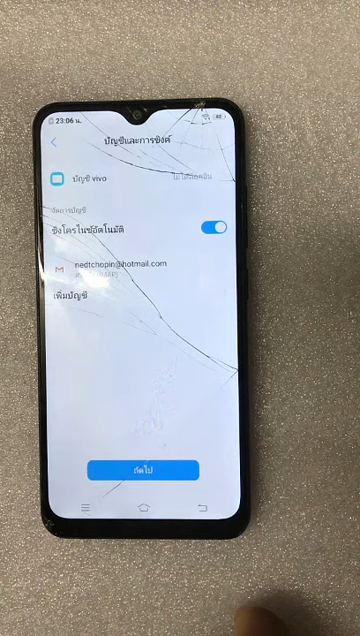 23:06 น.
บัญชีและการซิงค์
บัญชี vivo
ไม่ได้ล็อกอิน
จัดการบัญชี
ซิงโครไนซ์อัตโนมัติ
nedtchopin@hotmail.com
เพิ่มบัญชี
ถัดไป